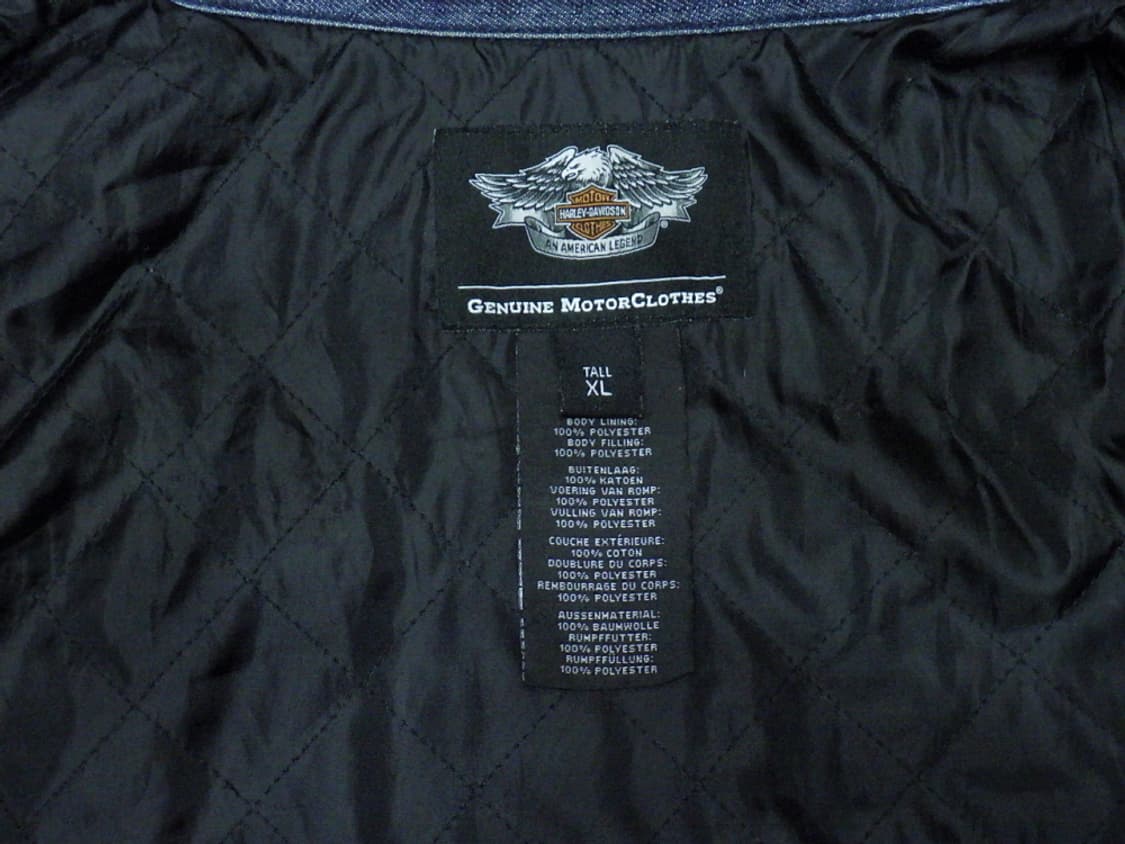 MOTOR
HARLEY-DAVIDSON
CLOTHES
®
AN AMERICAN LEGEND
GENUINE MOTORCLOTHES®
TALL
XL
BODY LINING:
100% POLYESTER
BODY FILLING:
100% POLYESTER
BUITENLAAG:
100% KATOEN
VOERING VAN ROMP:
100% POLYESTER
VULLING VAN ROMP:
100% POLYESTER
COUCHE EXTÉRIEURE:
100% COTON
DOUBLURE DU CORPS:
100% POLYESTER
REMBOURRAGE DU CORPS:
100% POLYESTER
AUSSENMATERIAL:
100% BAUMWOLLE
RUMPFFUTTER:
100% POLYESTER
RUMPFFÜLLUNG:
100% POLYESTER